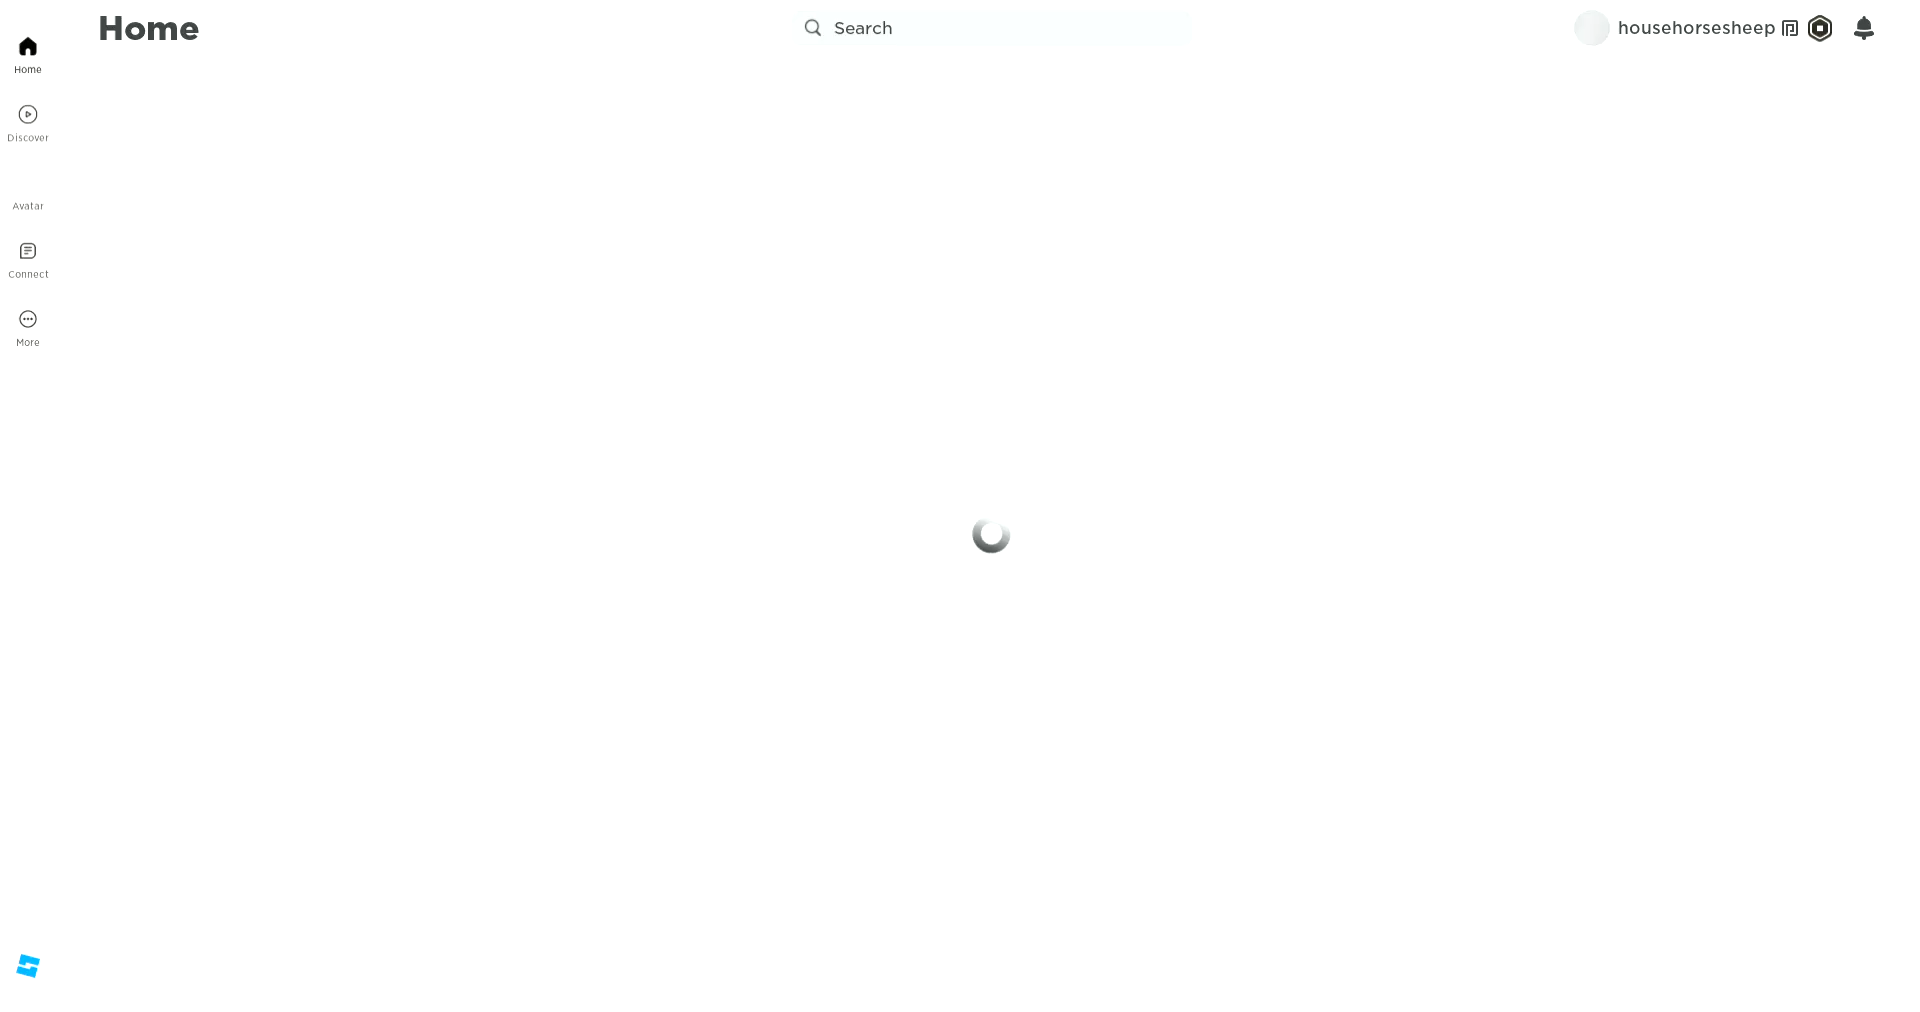 Home
Search
househorsesheep
Home
Discover
Avatar
Connect
More